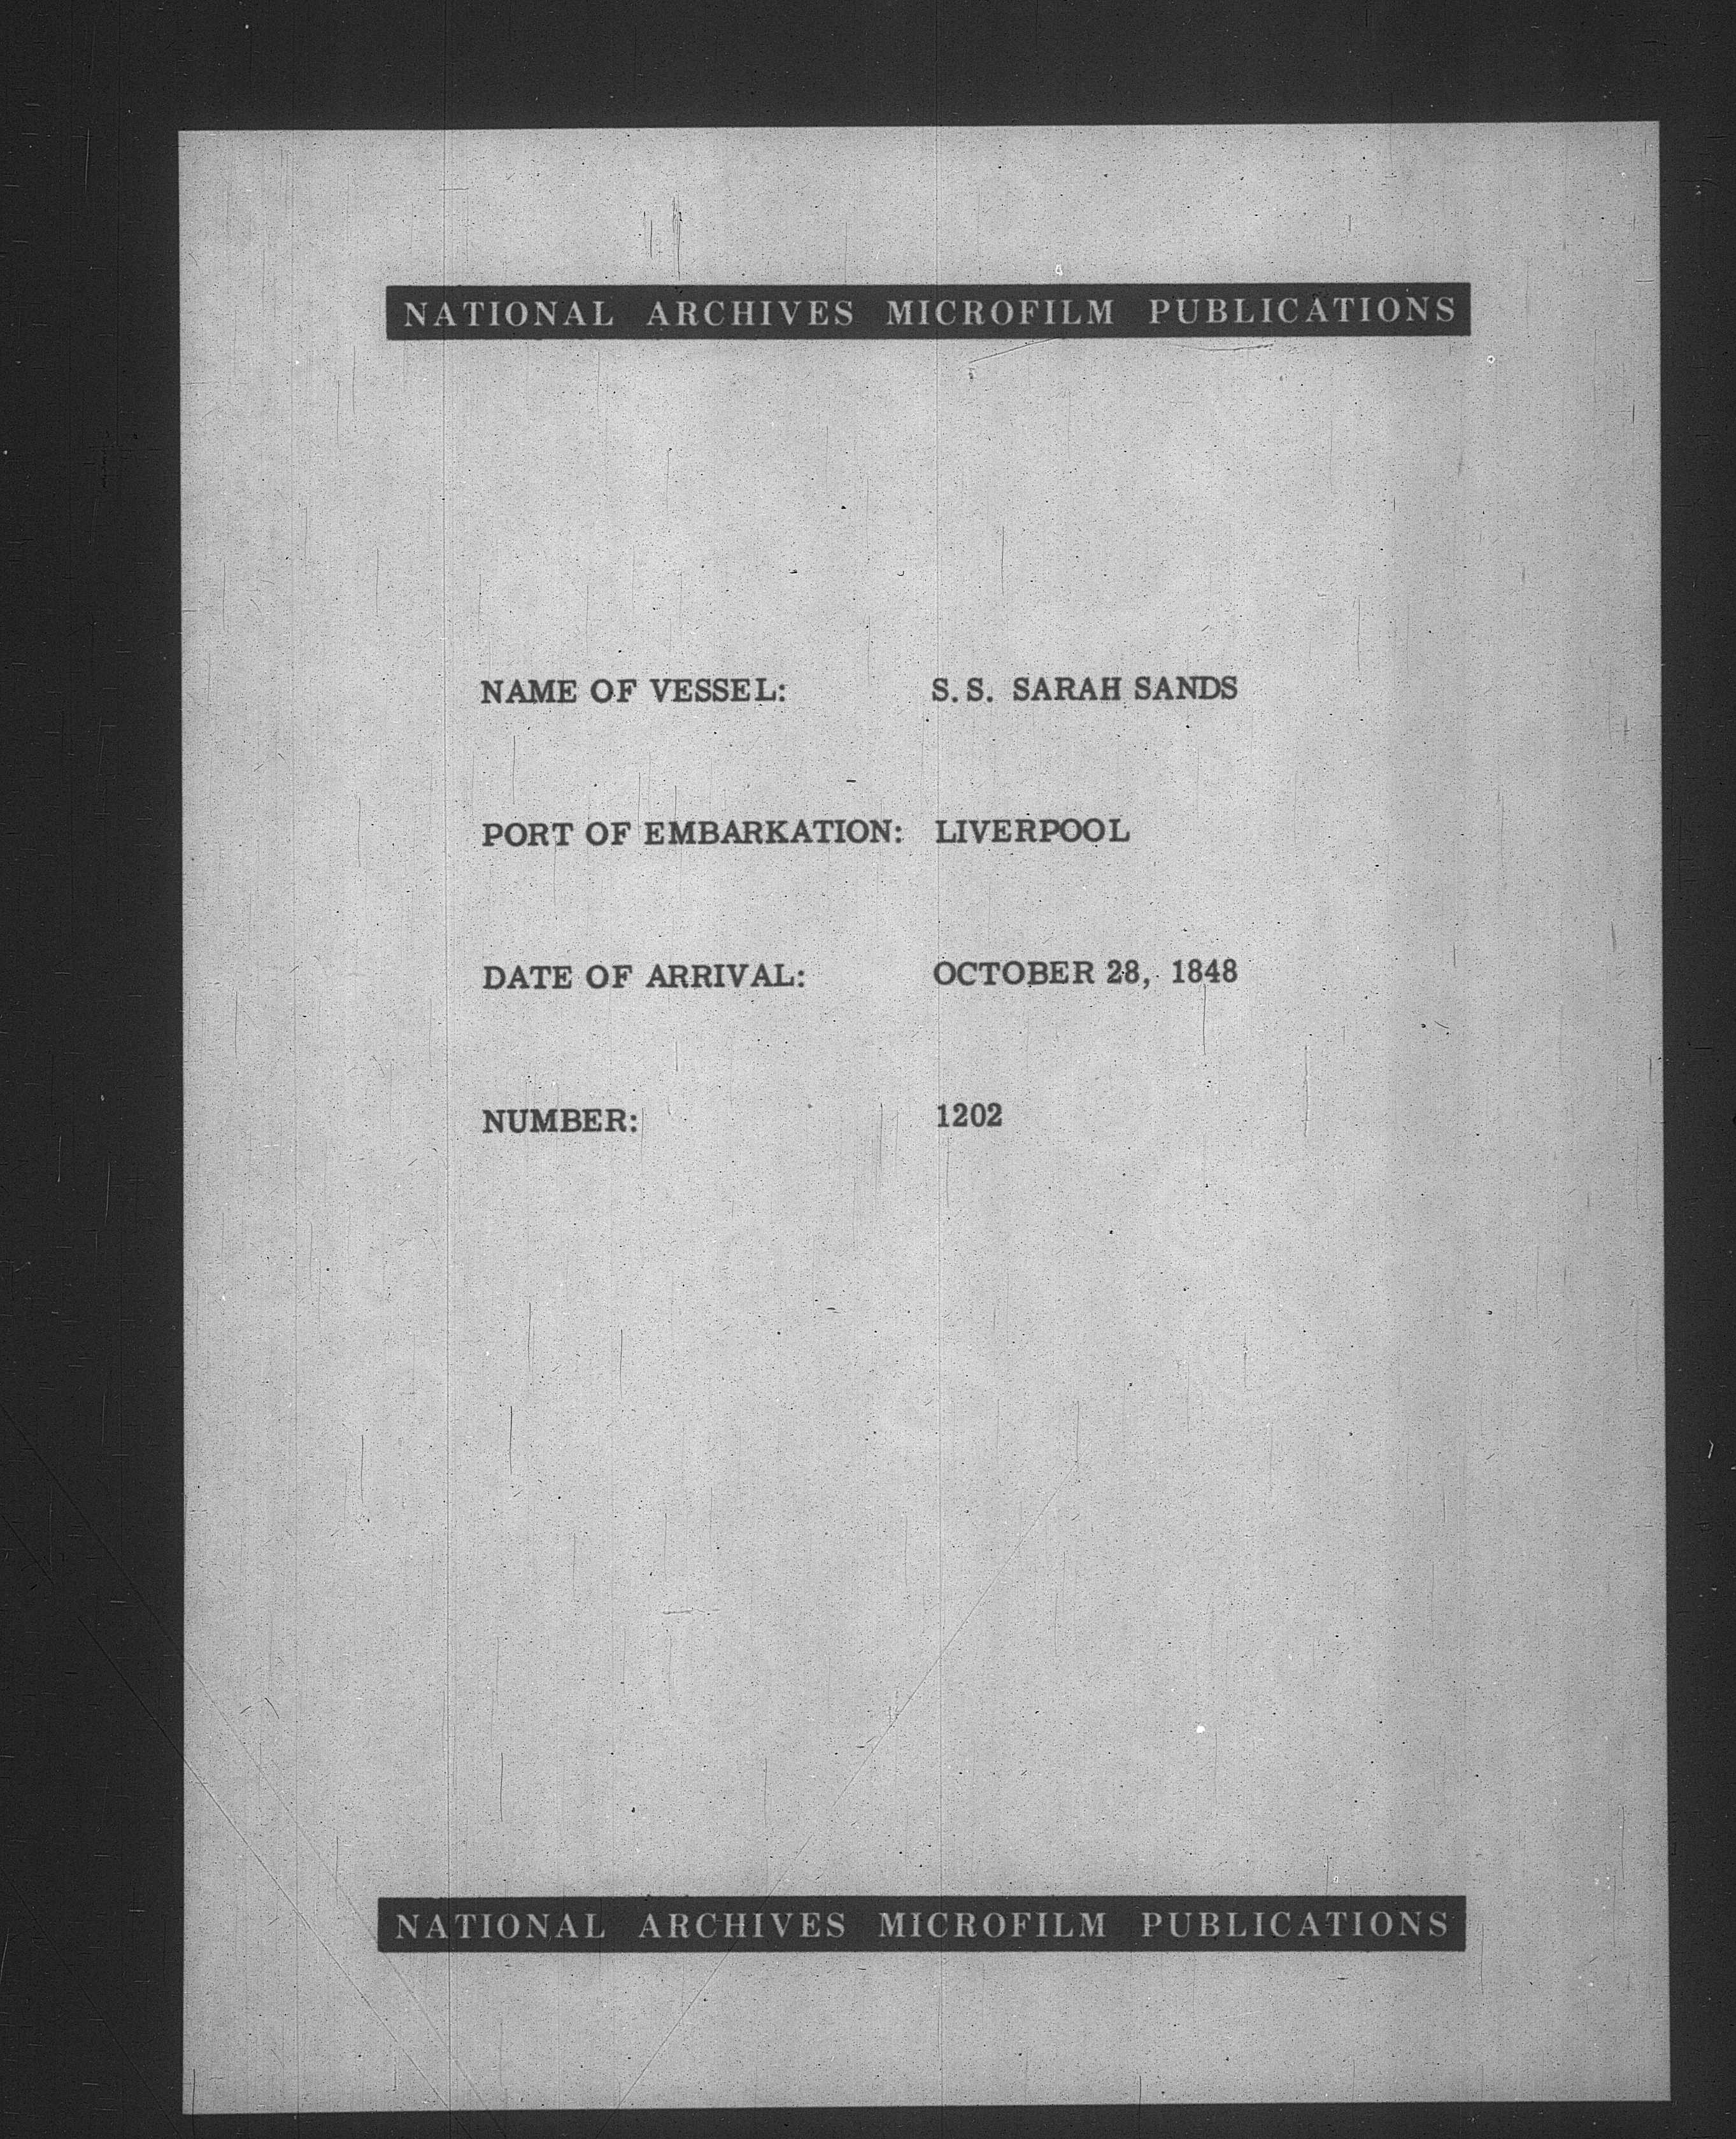 NATIONAL ARCHIVES MICROFILM PUBLICATIONS
NAME OF VESSEL: S.S. SARAH SANDS
PORT OF EMBARKATION: LIVERPOOL
DATE OF ARRIVAL: OCTOBER 28, 1848
NUMBER: 1202
NATIONAL ARCHIVES MICROFILM PUBLICATIONS